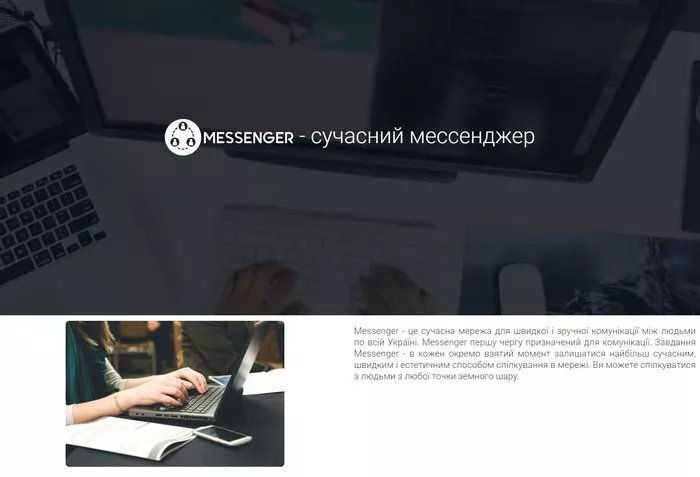 MESSENGER - сучасний мессенджер
Messenger - це сучасна мережа для швидкої і зручної комунікації між людьми
по всій Україні. Messenger першу чергу призначений для комунікації. Завдання
Messenger - в кожен окремо взятий момент залишатися найбільш сучасним,
швидким і естетичним способом спілкування в мережі. Ви можете спілкуватися
з людьми з любої точки земного шару.